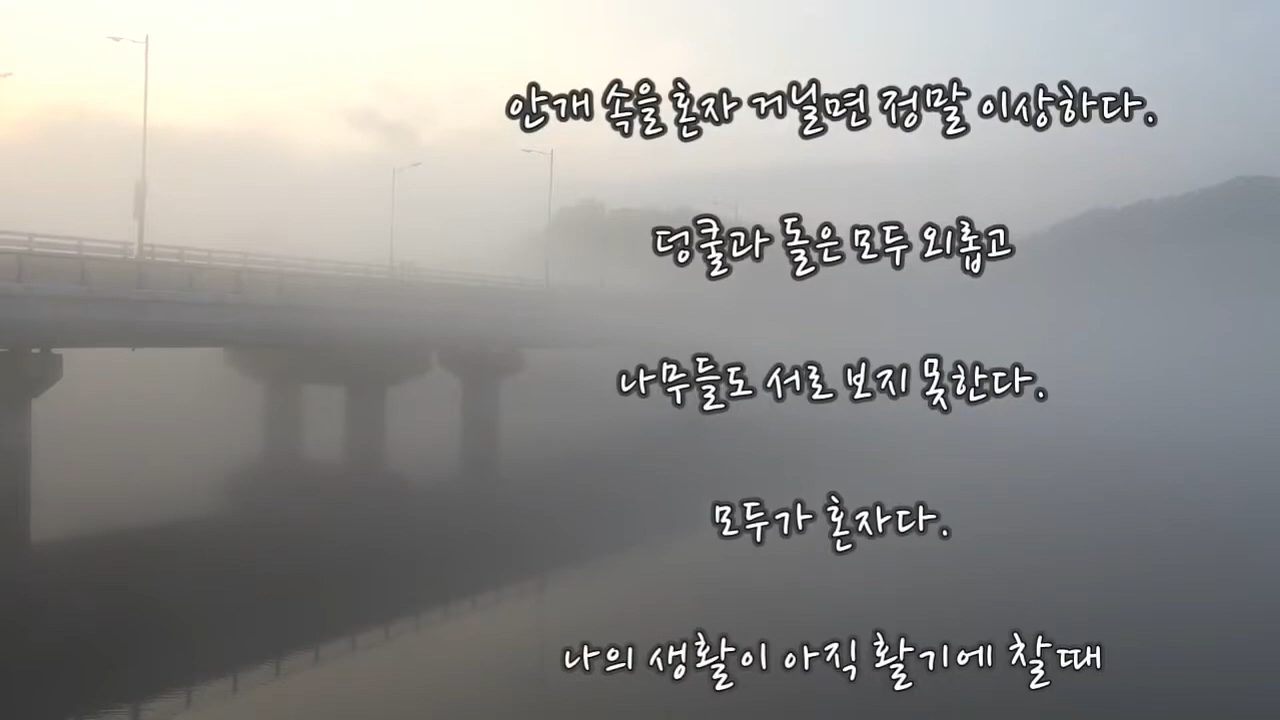 안개 속을 혼자 거닐면 정말 이상하다.
덩쿨과 돌은 모두 외롭고
나무들도 서로 보지 못한다.
모두가 혼자다.
나의 생활이 아직 활기에 찰때